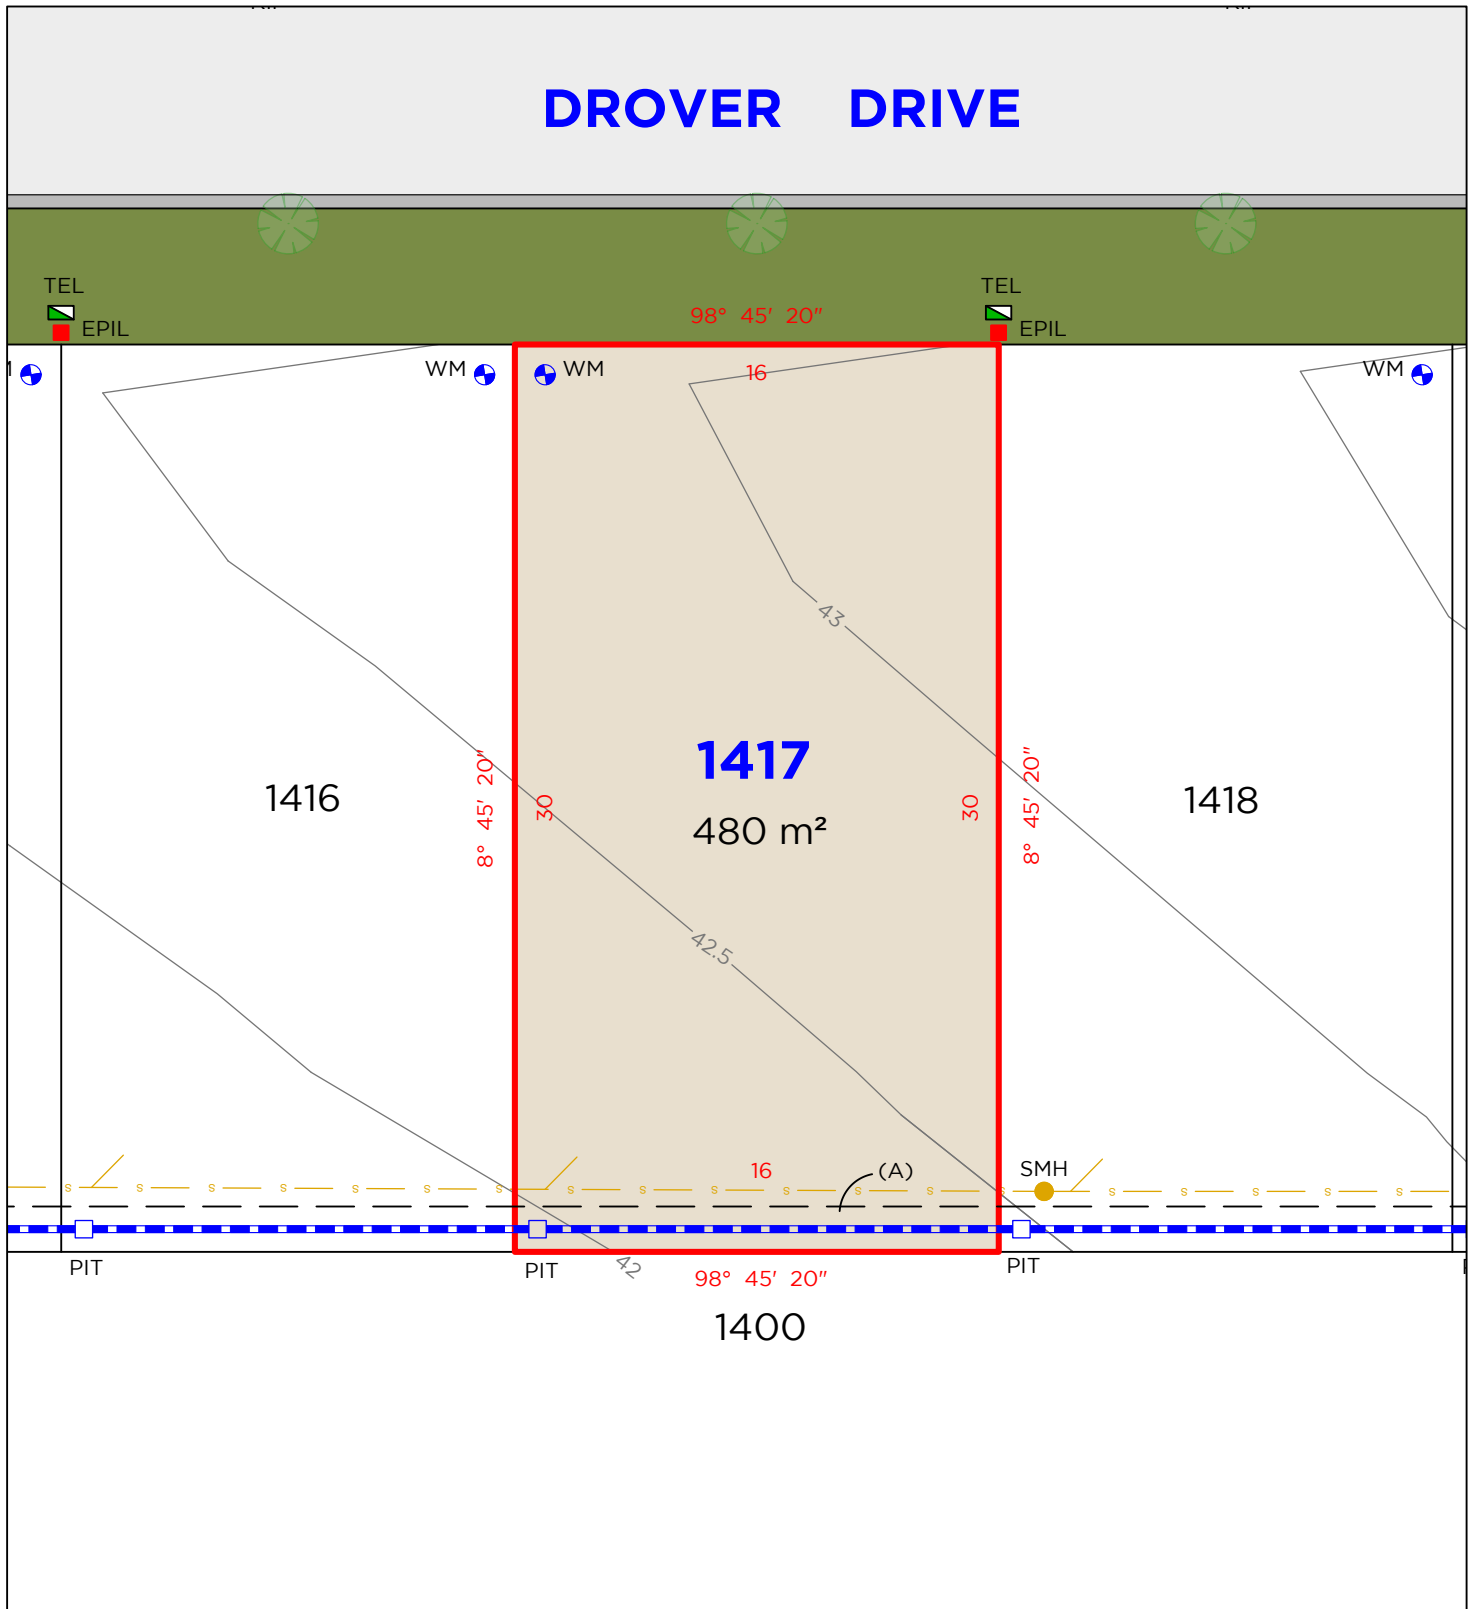 DROVER DRIVE
TEL
TEL
EPIL
98° 45' 20"
EPIL
WM
WM
16
WM
43
1417
8° 45' 20"
30
30
8° 45' 20"
1416
480 m²
1418
42.5
16
(A)
SMH
s s s s s s s s s s s s s s s s s s s
PIT
PIT
42
98° 45' 20"
PIT
1400